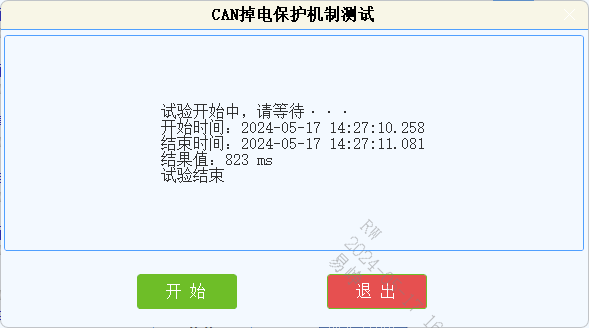 CAN掉电保护机制测试
试验开始中，请等待···
开始时间：2024-05-17 14:27:10.258
结束时间：2024-05-17 14:27:11.081
结果值：823 ms
试验结束
RW
开 始
退 出